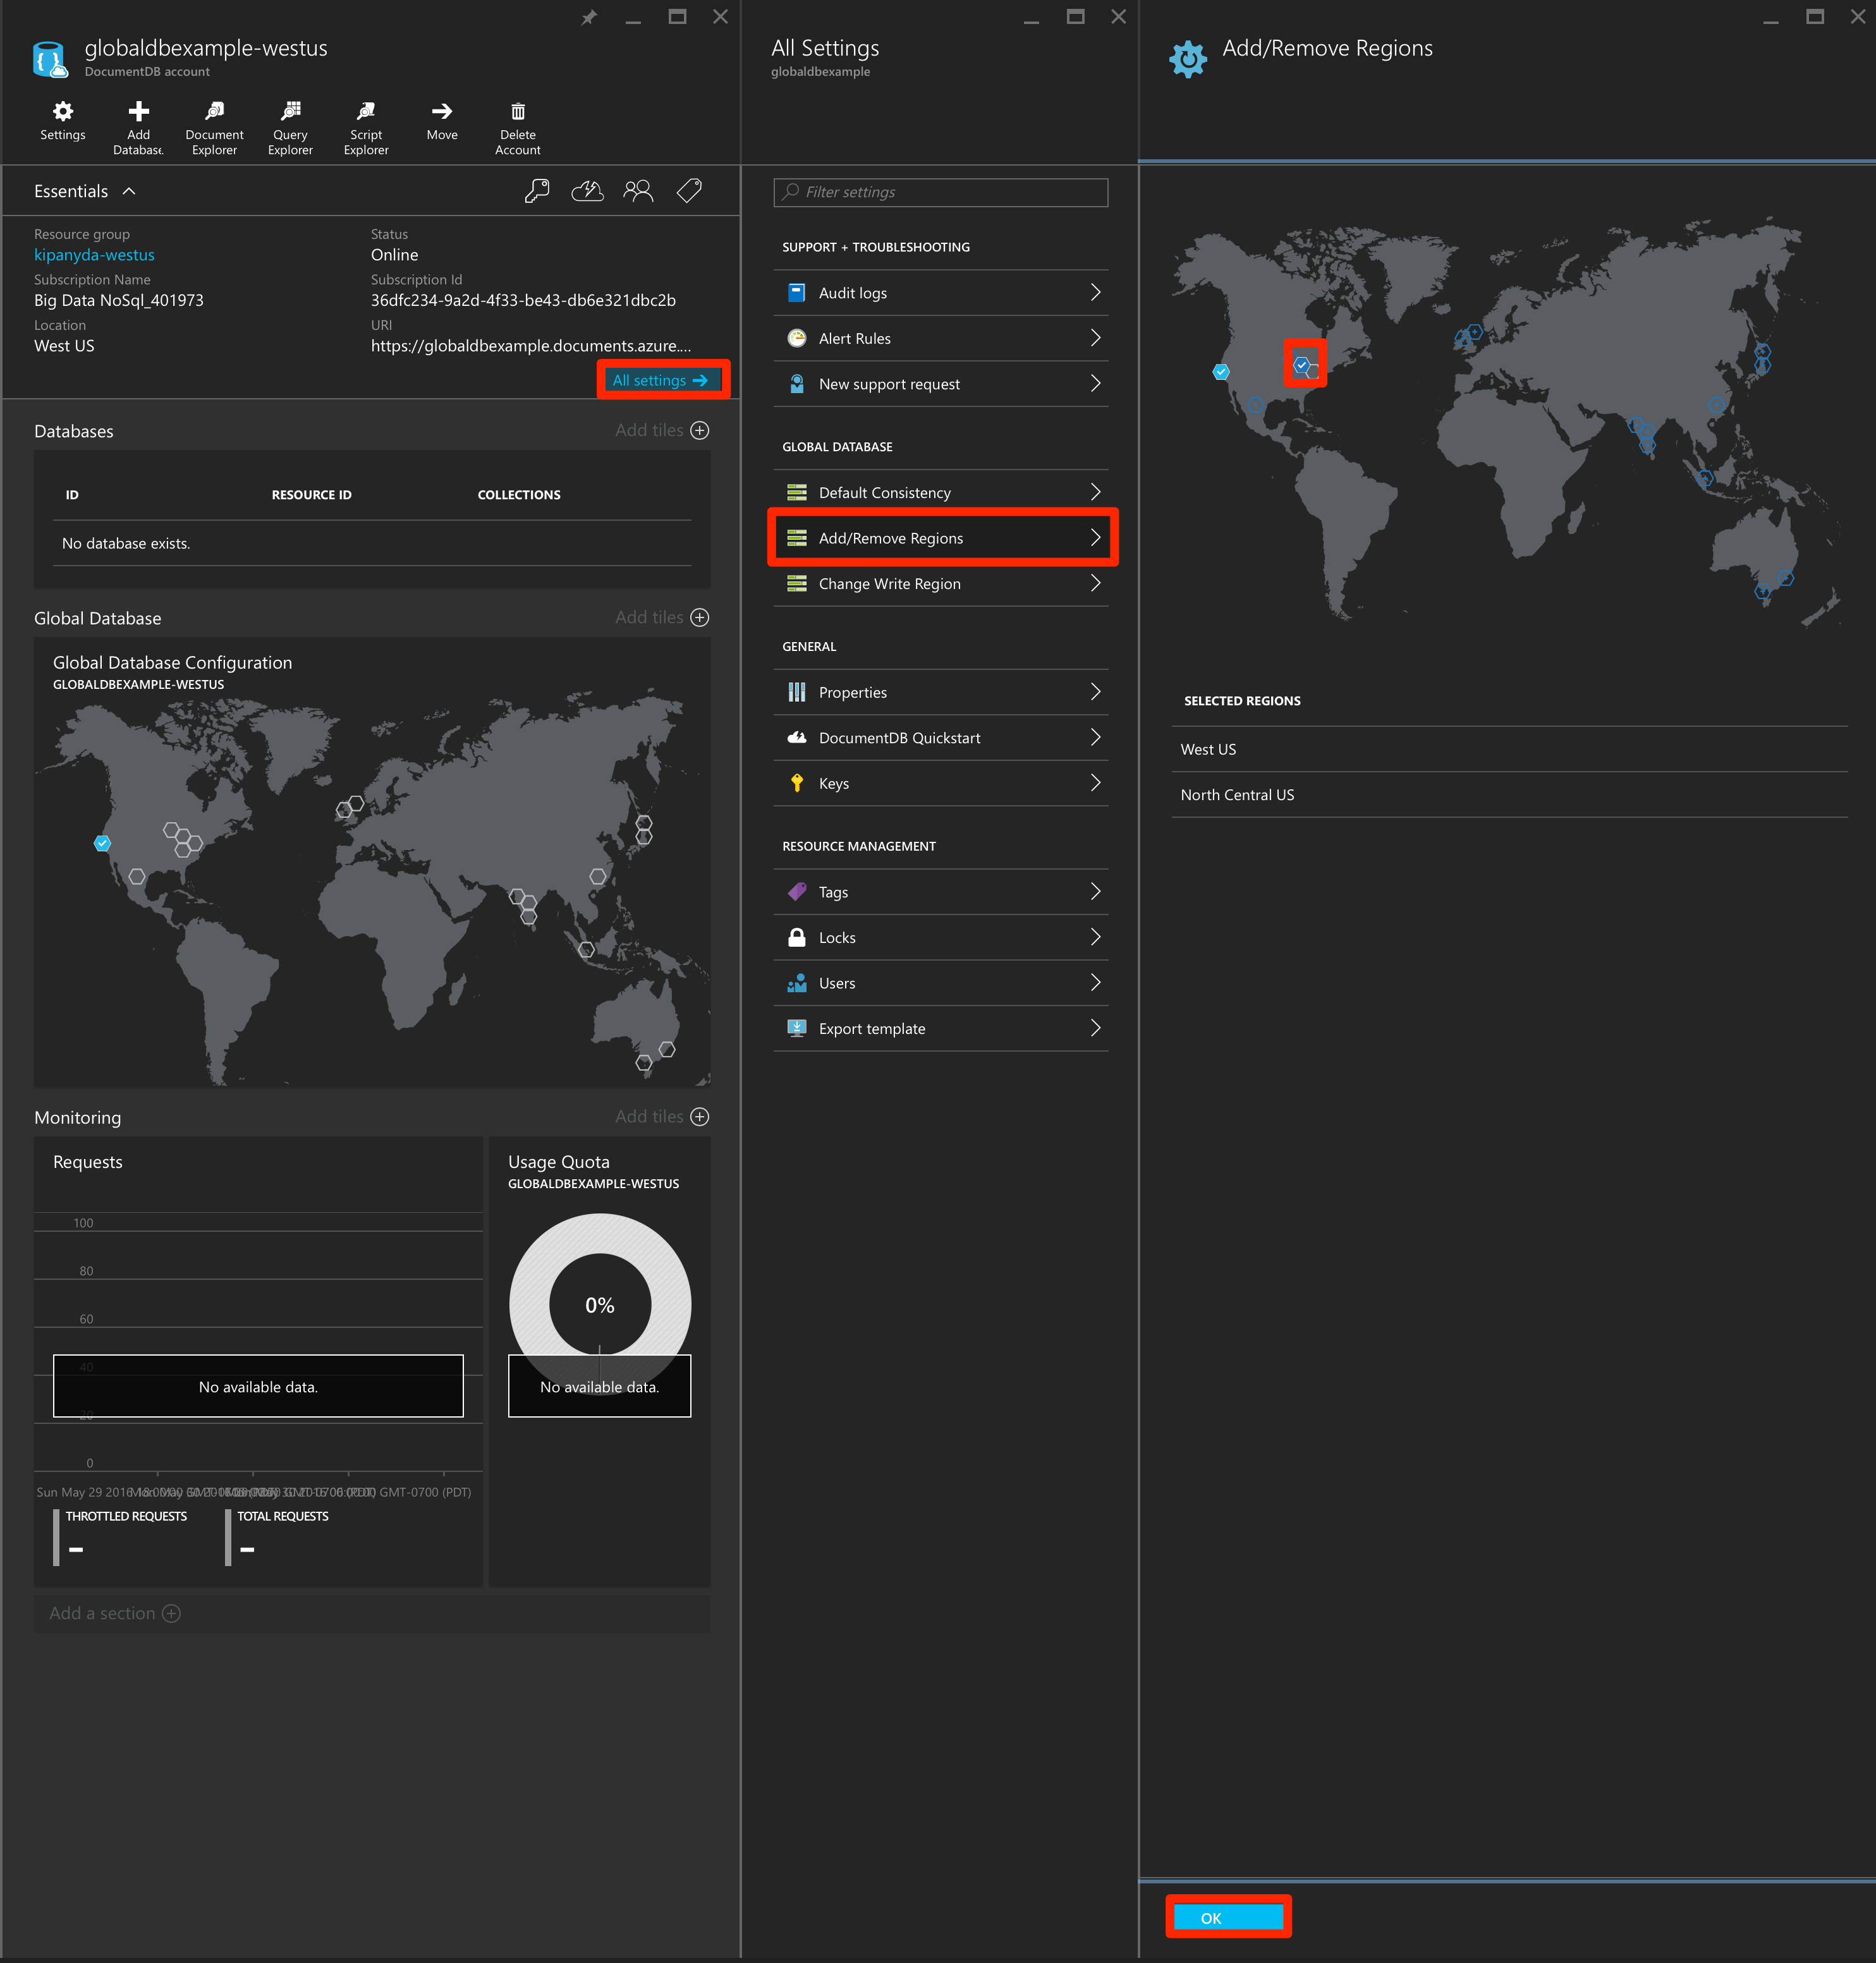 globaldbexample-westus
DocumentDB account
Settings
Add Database
Document Explorer
Query Explorer
Script Explorer
Move
Delete Account
Essentials
Resource group
kipanyda-westus
Status
Online
Subscription Name
Big Data NoSql_401973
Subscription Id
36dfc234-9a2d-4f33-be43-db6e321dbc2b
Location
West US
URI
https://globaldbexample.documents.azure....
All settings
Databases
Add tiles
ID RESOURCE ID COLLECTIONS
No database exists.
Global Database
Add tiles
Global Database Configuration
GLOBALDBEXAMPLE-WESTUS
Monitoring
Add tiles
Requests
100
80
60
40
20
0
No available data.
Sun May 29 2016
GMT-0700 (PDT)
THROTTLED REQUESTS
--
TOTAL REQUESTS
--
Usage Quota
GLOBALDBEXAMPLE-WESTUS
0%
No available data.
Add a section
All Settings
globaldbexample
Filter settings
SUPPORT + TROUBLESHOOTING
Audit logs
Alert Rules
New support request
GLOBAL DATABASE
Default Consistency
Add/Remove Regions
Change Write Region
GENERAL
Properties
DocumentDB Quickstart
Keys
RESOURCE MANAGEMENT
Tags
Locks
Users
Export template
Add/Remove Regions
SELECTED REGIONS
West US
North Central US
OK